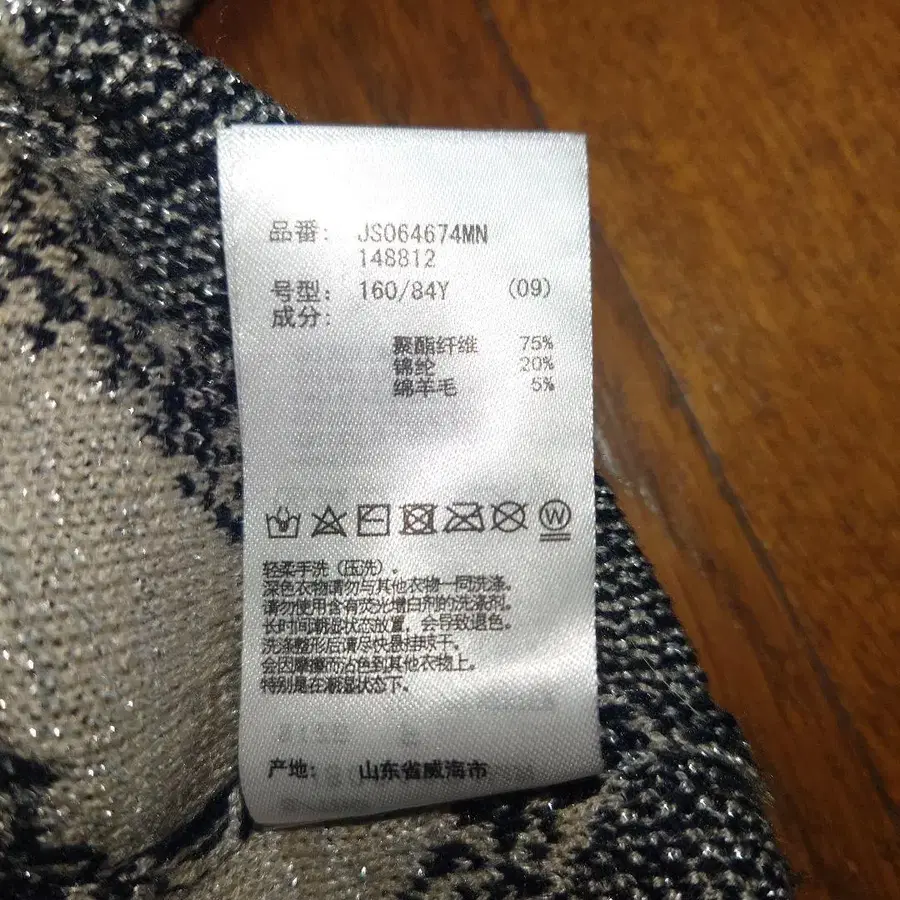 品番: JS064674MN
148812
号型: 160/84Y (09)
成分:
聚酯纤维 75%
锦纶 20%
绵羊毛 5%
W
轻柔手洗(压洗)。
深色衣物请勿与其他衣物一同洗涤。
请勿使用含有荧光增白剂的洗涤剂。
长时间潮湿状态放置，会导致退色。
洗涤整形后请尽快悬挂晾干。
会因摩擦而沾色到其他衣物上。
特别是在潮湿状态下。
产地: 山东省威海市